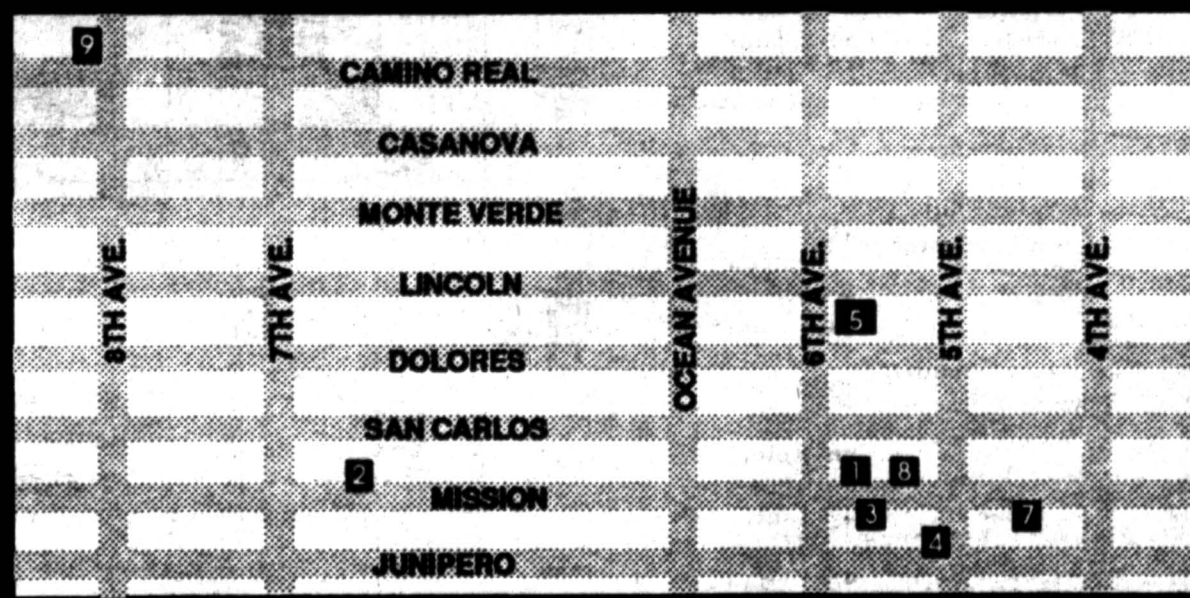 9
CAMINO REAL
CASANOVA
MONTE VERDE
8TH AVE.
7TH AVE.
OCEAN AVENUE
6TH AVE.
5TH AVE.
4TH AVE.
LINCOLN
5
DOLORES
SAN CARLOS
2
1
8
MISSION
3
7
4
JUNIPERO